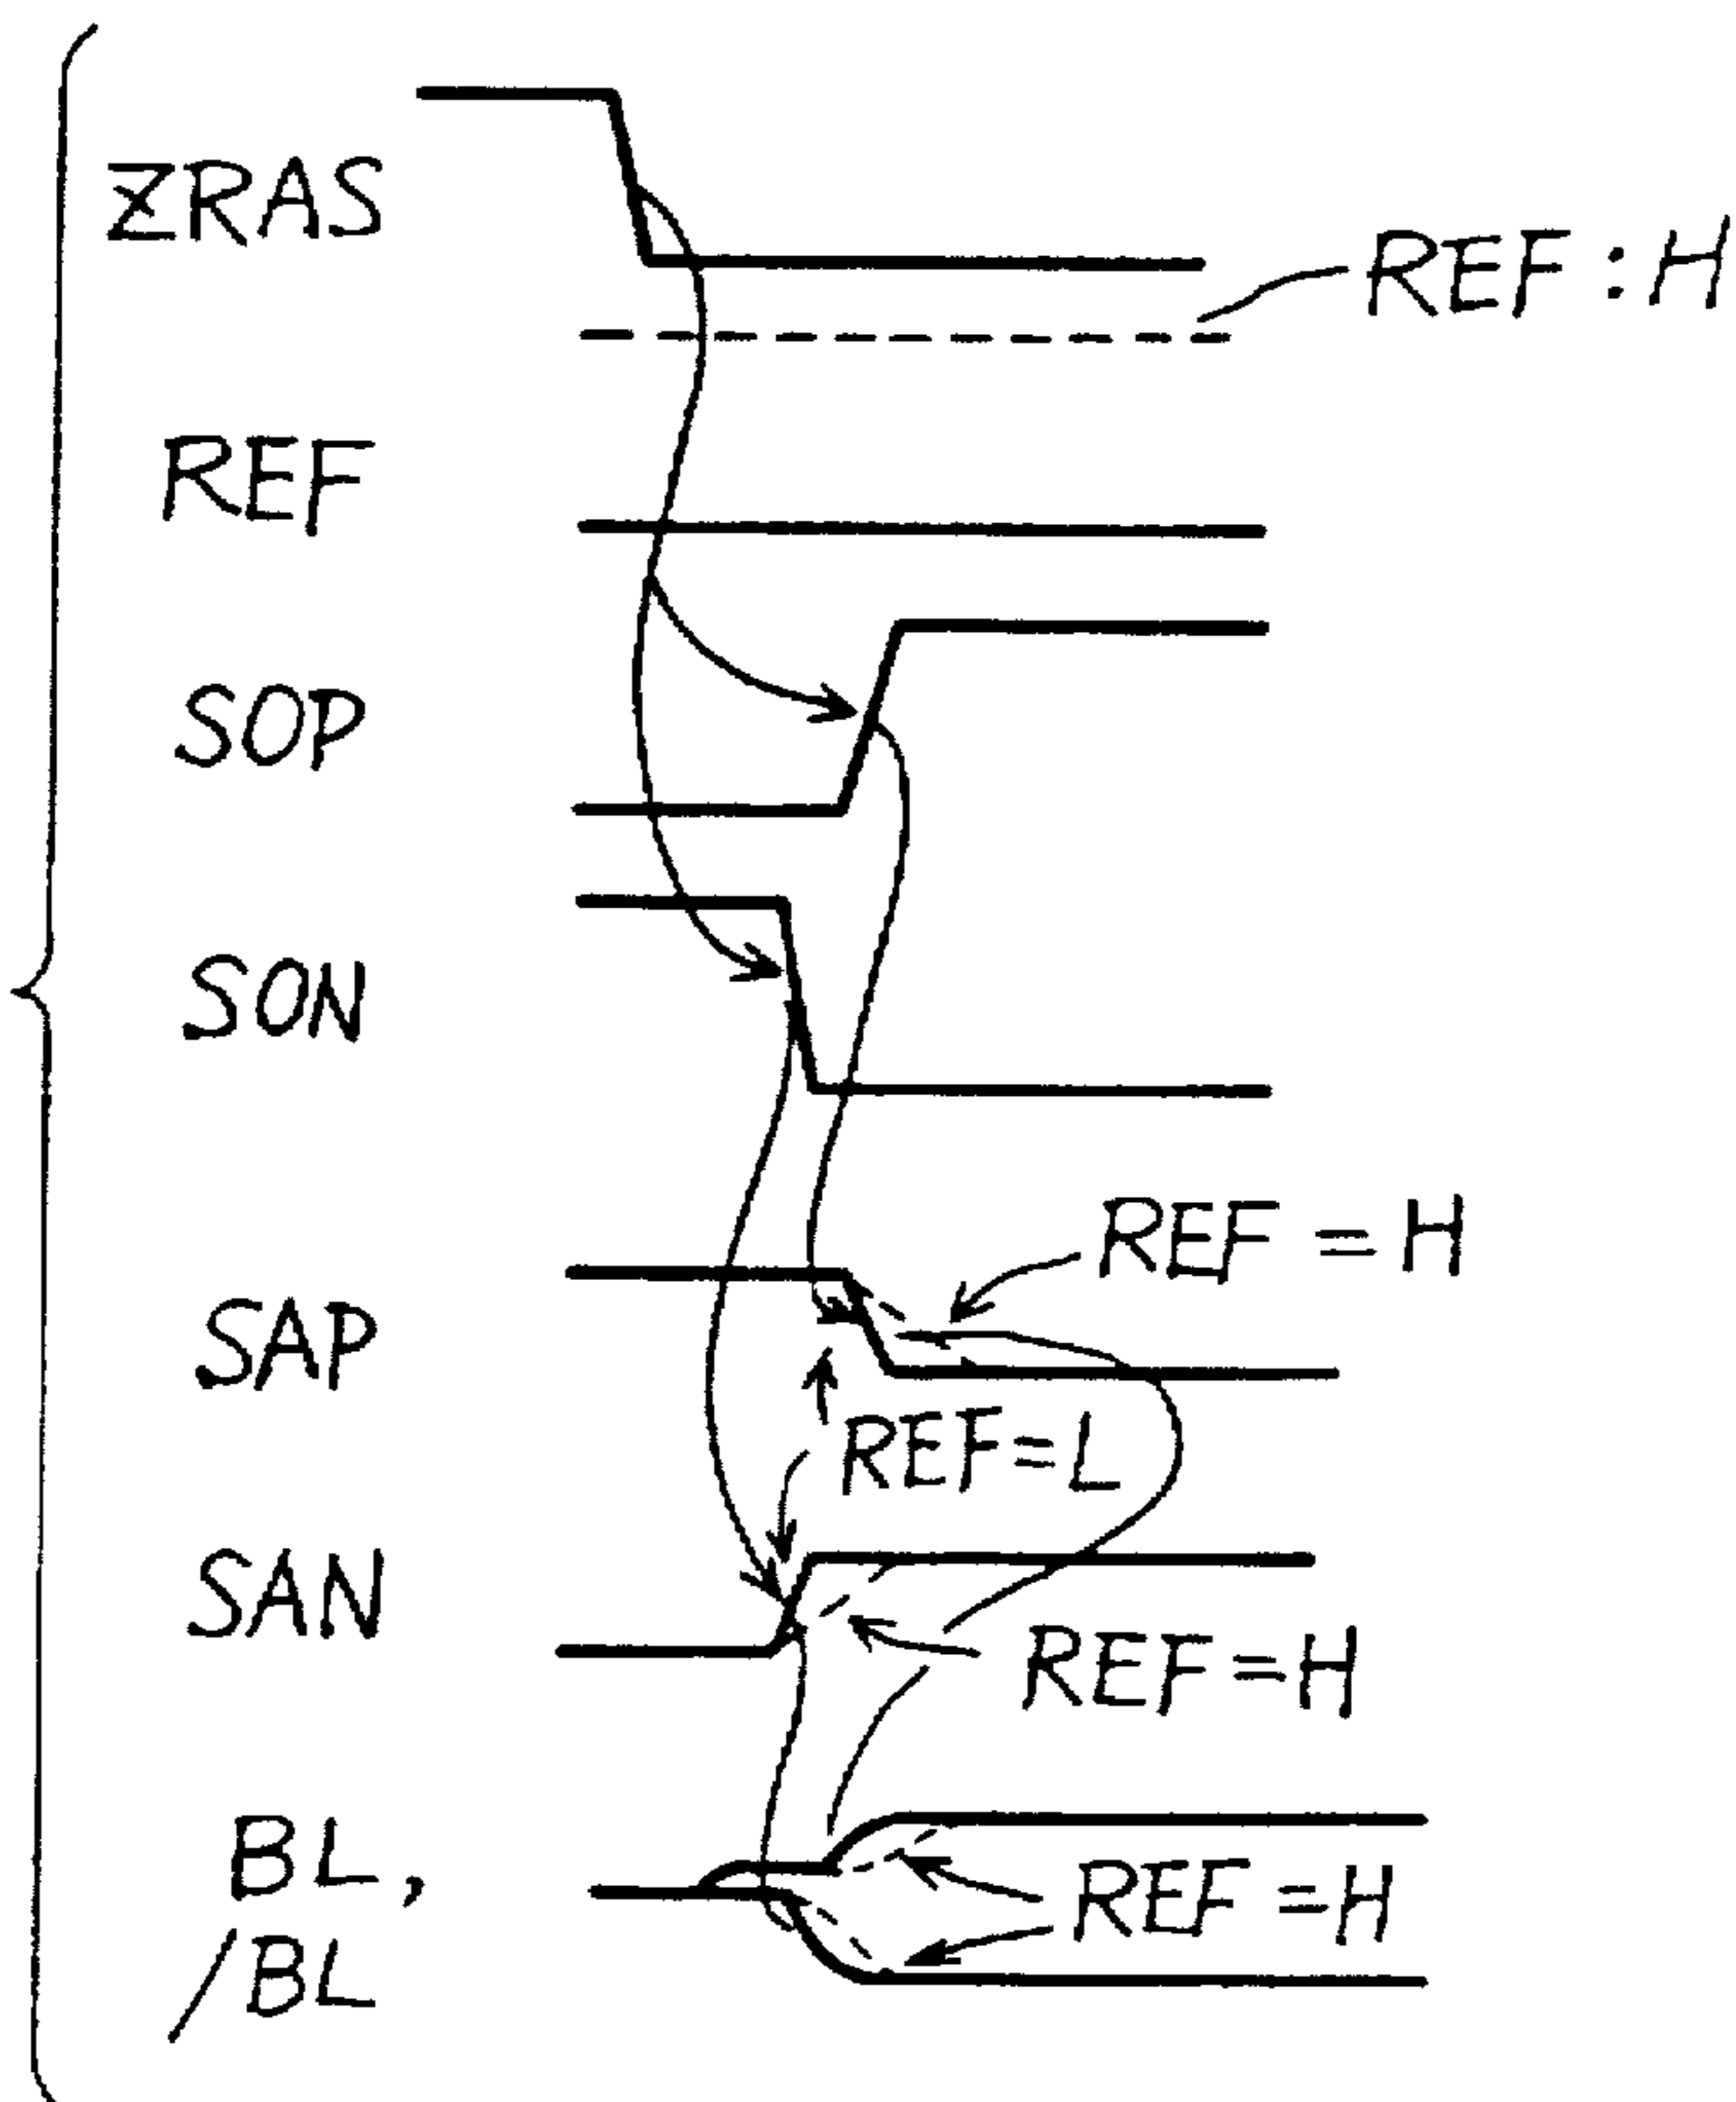 ZRAS
REF : H
REF
SOP
SON
REF = H
SAP
REF = L
SAN
REF = H
BL,
REF = H
/BL